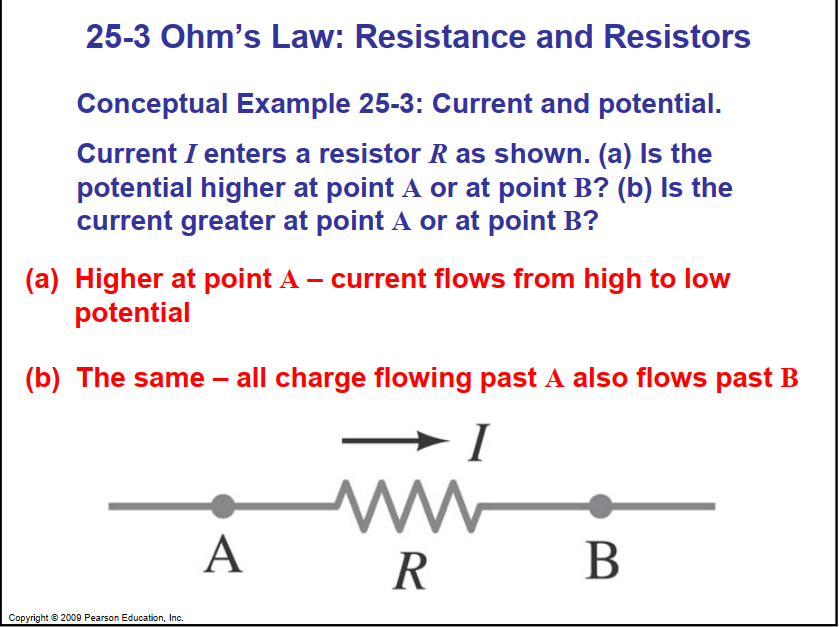 25-3 Ohm’s Law: Resistance and Resistors
Conceptual Example 25-3: Current and potential.
Current I enters a resistor R as shown. (a) Is the
potential higher at point A or at point B? (b) Is the
current greater at point A or at point B?
(a) Higher at point A – current flows from high to low
potential
(b) The same – all charge flowing past A also flows past B
I
A
R
B
Copyright © 2009 Pearson Education, Inc.